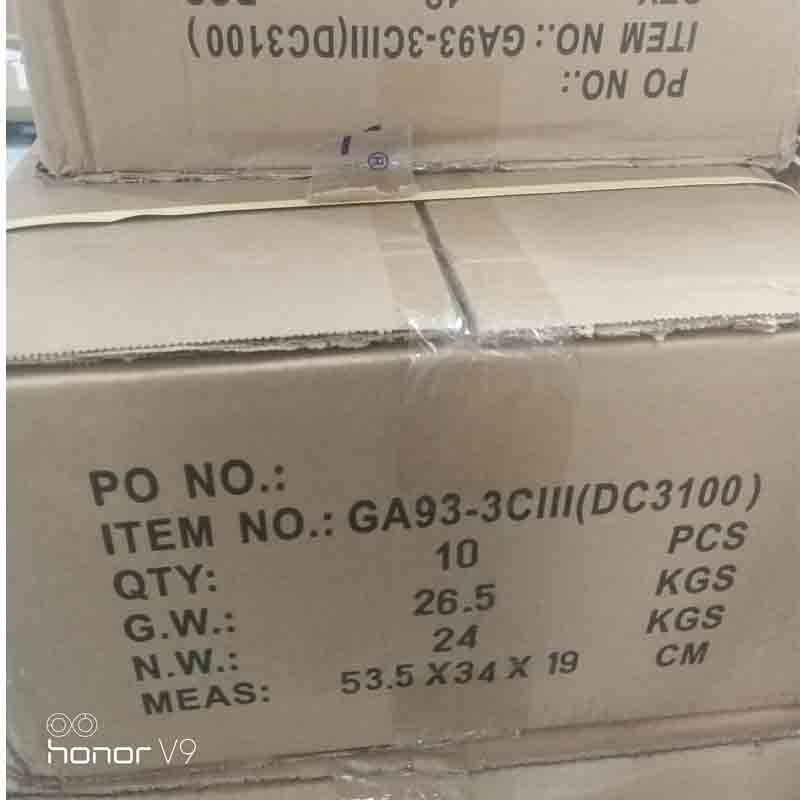 ITEM NO.: GA93-3CIII(DC3100)
PO NO.:
®
PO NO.:
ITEM NO.: GA93-3CIII(DC3100)
QTY: 10 PCS
G.W.: 26.5 KGS
N.W.: 24 KGS
MEAS: 53.5 X34 X 19 CM
honor V9